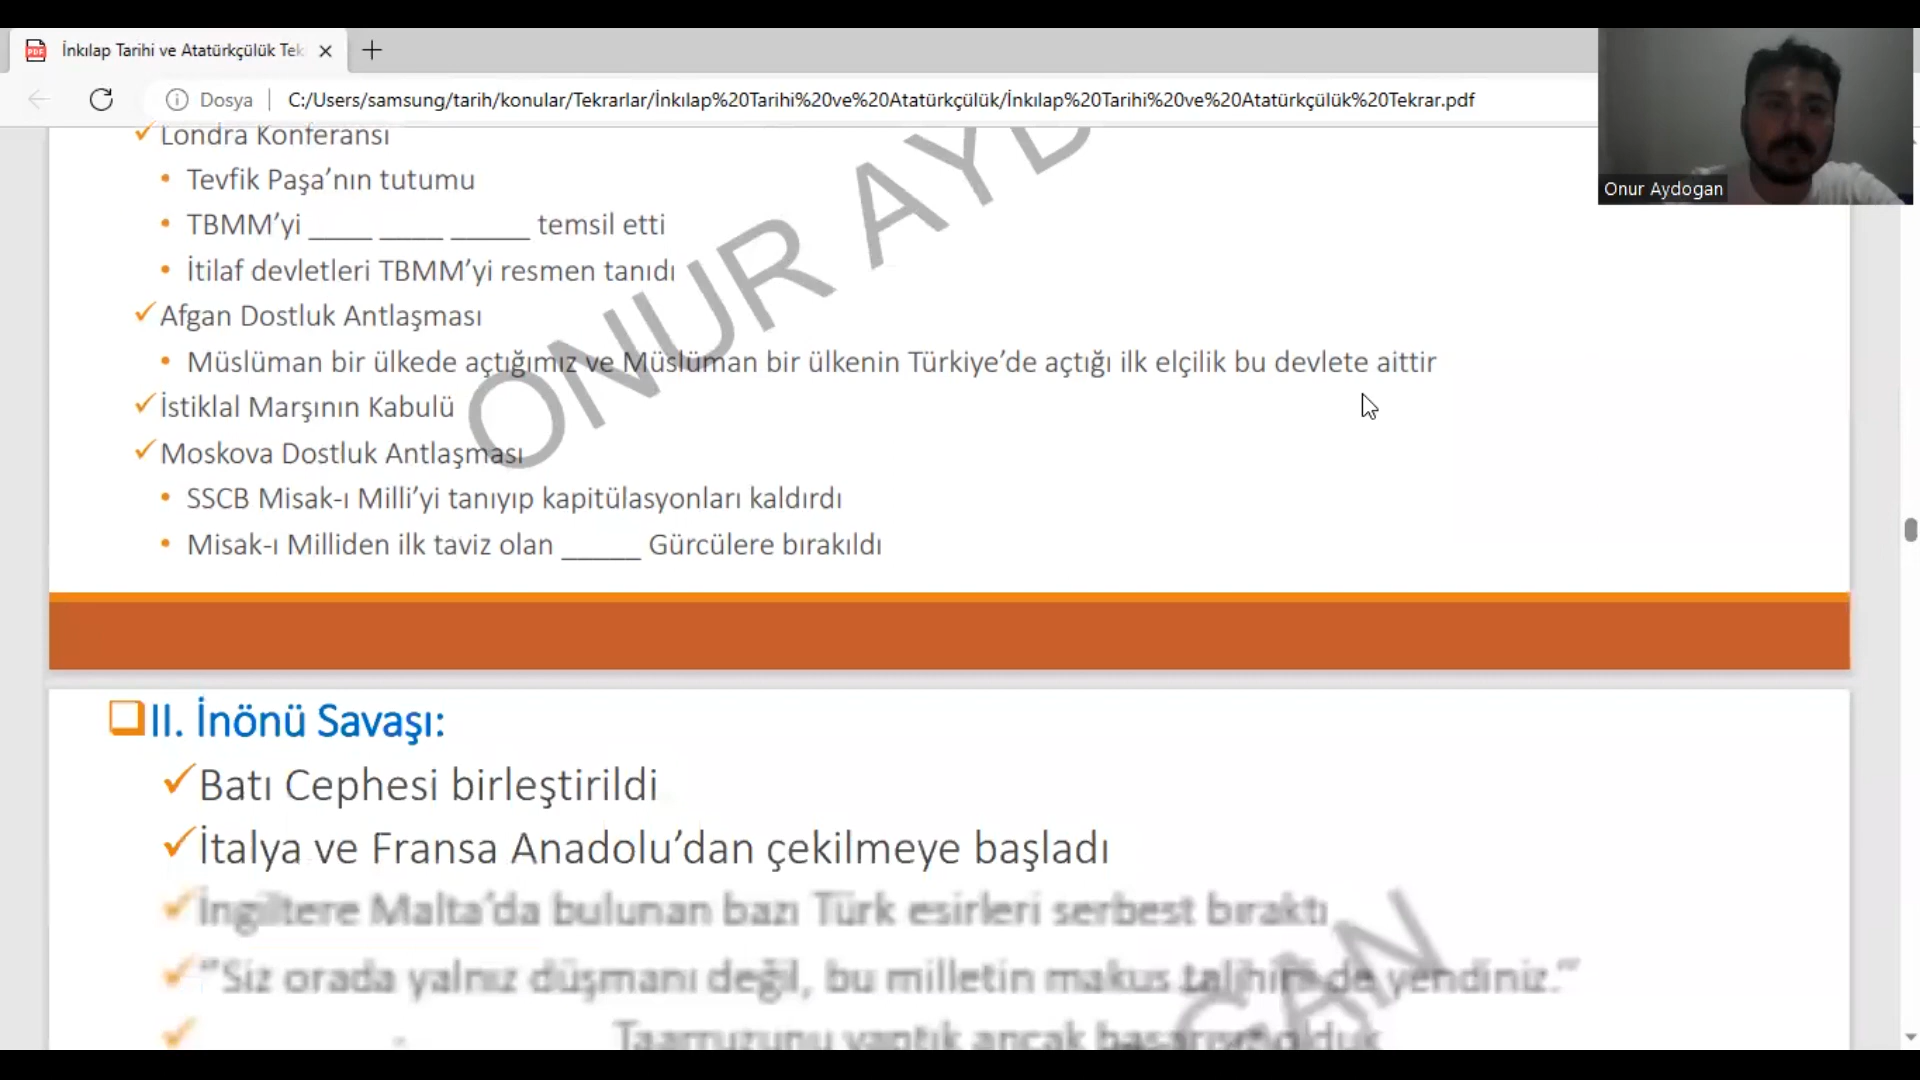 İnkılap Tarihi ve Atatürkçülük Tek
Dosya
C:/Users/samsung/tarih/konular/Tekrarlar/İnkılap%20Tarihi%20ve%20Atatürkçülük/İnkılap%20Tarihi%20ve%20Atatürkçülük%20Tekrar.pdf
Onur Aydogan
Londra Konferansı
Tevfik Paşa’nın tutumu
TBMM’yi ____ ____ _____ temsil etti
İtilaf devletleri TBMM’yi resmen tanıdı
Afgan Dostluk Antlaşması
Müslüman bir ülkede açtığımız ve Müslüman bir ülkenin Türkiye’de açtığı ilk elçilik bu devlete aittir
İstiklal Marşının Kabulü
Moskova Dostluk Antlaşması
SSCB Misak-ı Milli’yi tanıyıp kapitülasyonları kaldırdı
Misak-ı Milliden ilk taviz olan _____ Gürcülere bırakıldı
ONUR AYD
II. İnönü Savaşı:
Batı Cephesi birleştirildi
İtalya ve Fransa Anadolu’dan çekilmeye başladı
İngiltere Malta’da bulunan bazı Türk esirleri serbest bıraktı
“Siz orada yalnız düşmanı değil, bu milletin makus talihini de yendiniz.”
Taarruzunu yaptık ancak başarısız olduk
GAN